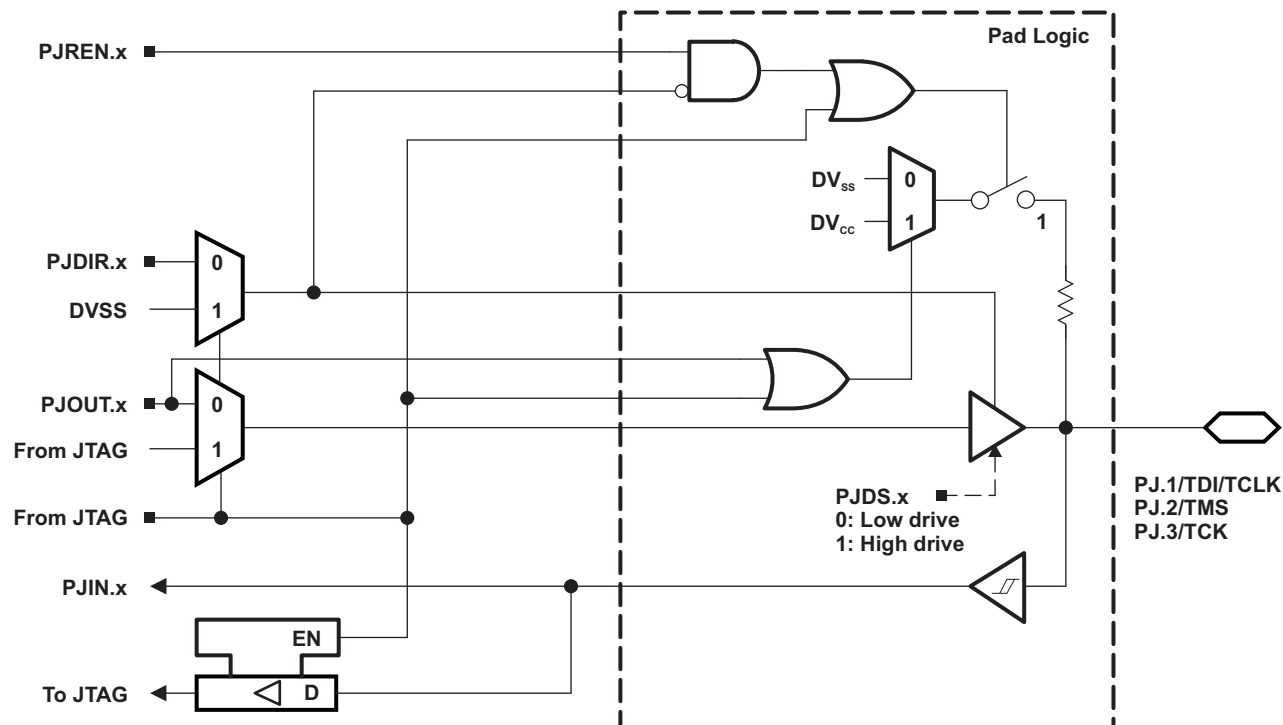 Pad Logic
PJREN.x
DVSS
0
DVCC
1
1
PJDIR.x
0
DVSS
1
PJOUT.x
0
From JTAG
1
PJDS.x
0: Low drive
1: High drive
PJ.1/TDI/TCLK
PJ.2/TMS
PJ.3/TCK
From JTAG
PJIN.x
EN
To JTAG
D